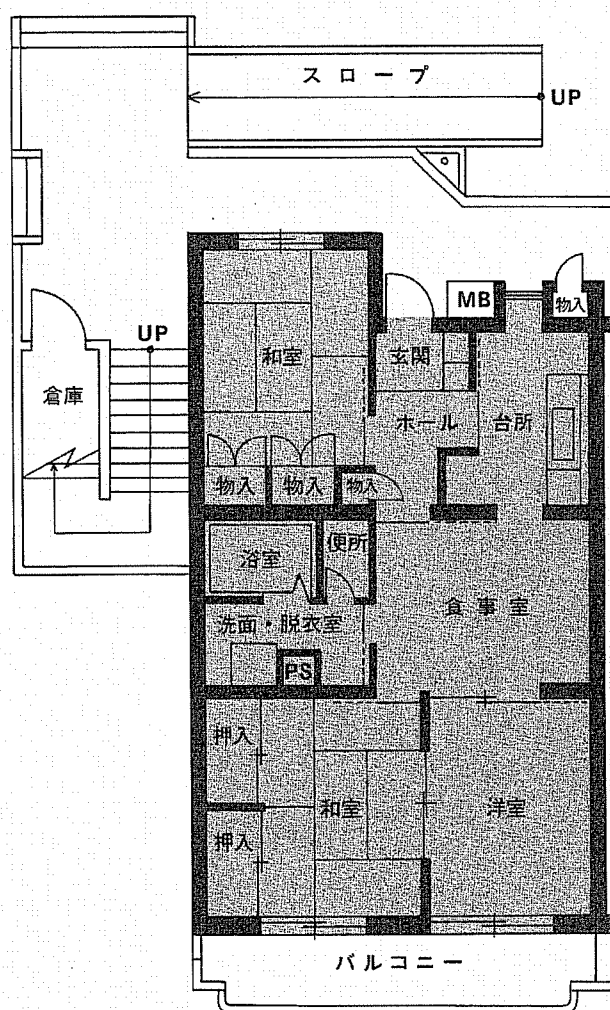 スロープ
UP
MB
物入
UP
和室
玄関
倉庫
ホール
台所
物入
物入
物入
浴室
便所
食事室
洗面・脱衣室
PS
押入
和室
洋室
押入
バルコニー